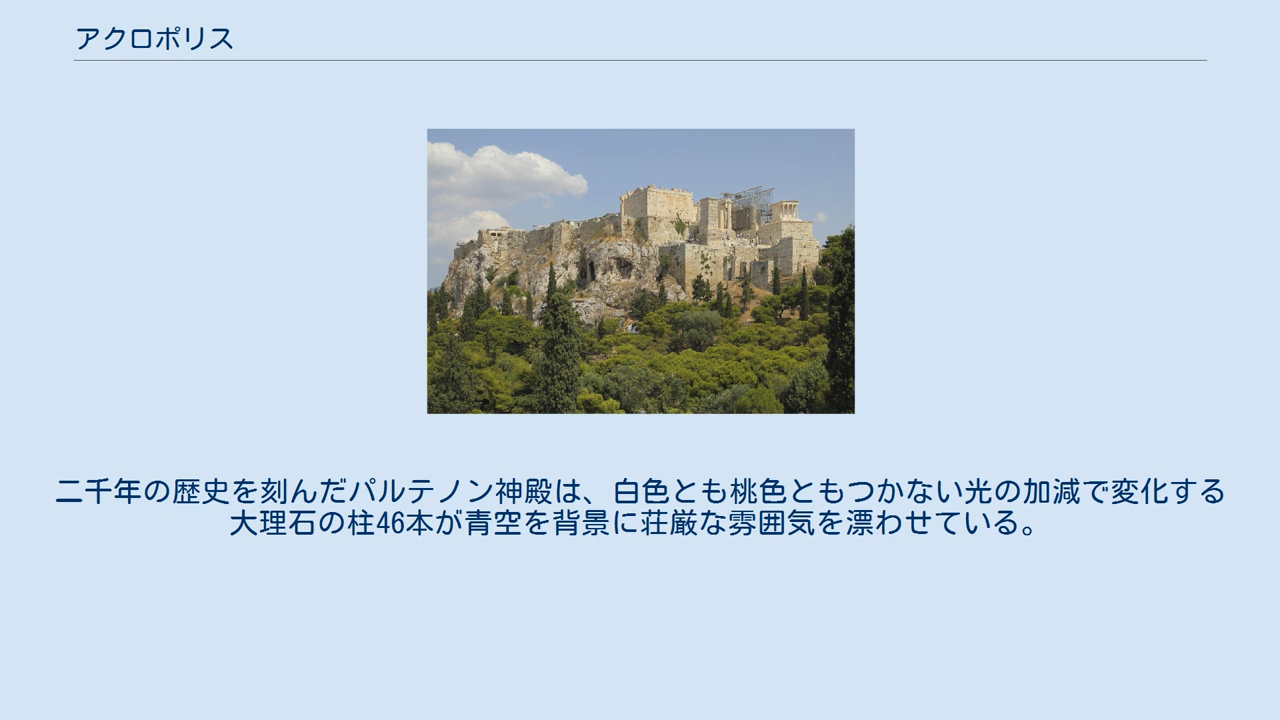 アクロポリス
二千年の歴史を刻んだパルテノン神殿は、白色とも桃色ともつかない光の加減で変化する
大理石の柱46本が青空を背景に荘厳な雰囲気を漂わせている。